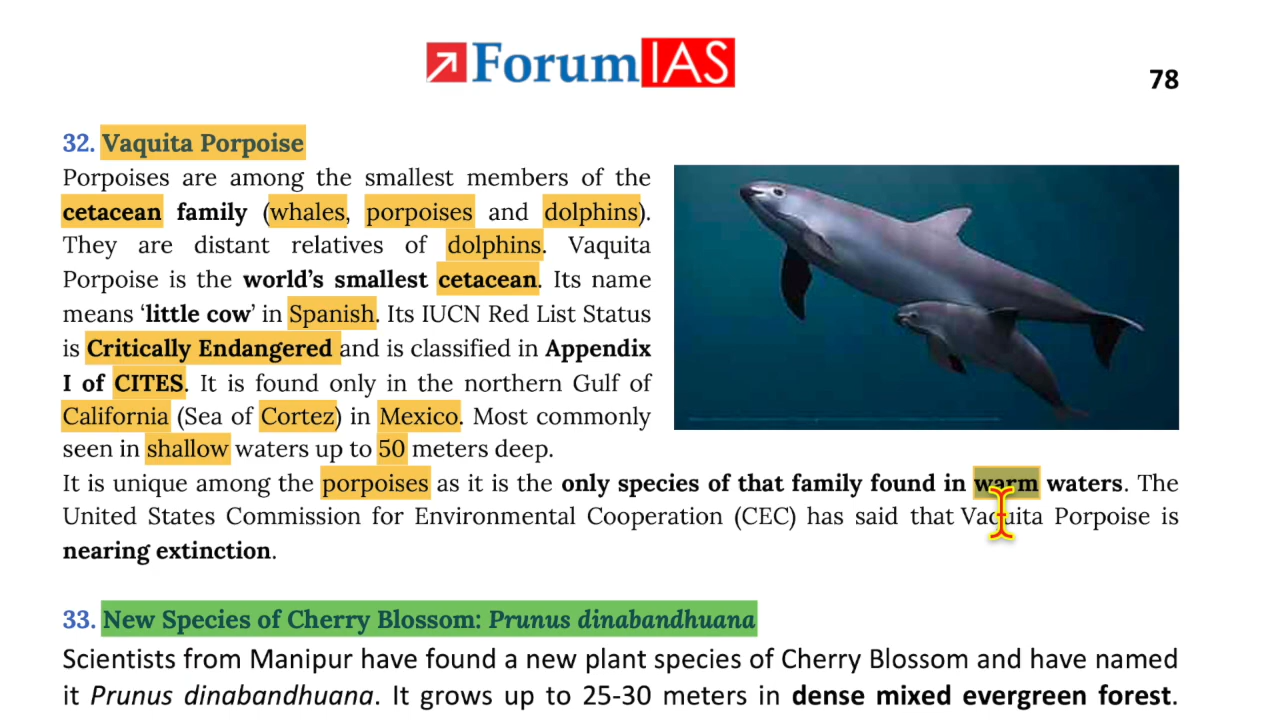 ForumIAS
78
32. Vaquita Porpoise
Porpoises are among the smallest members of the
cetacean family (whales, porpoises and dolphins).
They are distant relatives of dolphins. Vaquita
Porpoise is the world’s smallest cetacean. Its name
means ‘little cow’ in Spanish. Its IUCN Red List Status
is Critically Endangered and is classified in Appendix
I of CITES. It is found only in the northern Gulf of
California (Sea of Cortez) in Mexico. Most commonly
seen in shallow waters up to 50 meters deep.
It is unique among the porpoises as it is the only species of that family found in warm waters. The
United States Commission for Environmental Cooperation (CEC) has said that Vaquita Porpoise is
nearing extinction.
33. New Species of Cherry Blossom: Prunus dinabandhuana
Scientists from Manipur have found a new plant species of Cherry Blossom and have named
it Prunus dinabandhuana. It grows up to 25-30 meters in dense mixed evergreen forest.